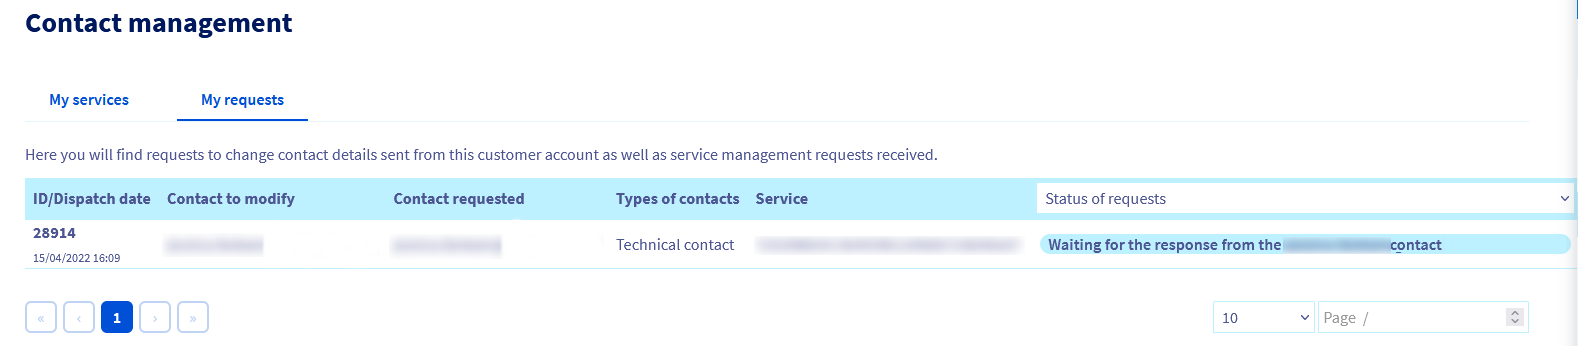 Contact management
My services My requests
Here you will find requests to change contact details sent from this customer account as well as service management requests received.
ID/Dispatch date Contact to modify Contact requested Types of contacts Service Status of requests
28914
15/04/2022 16:09
Technical contact
Waiting for the response from the contact
« ‹ 1 › » 10 Page /